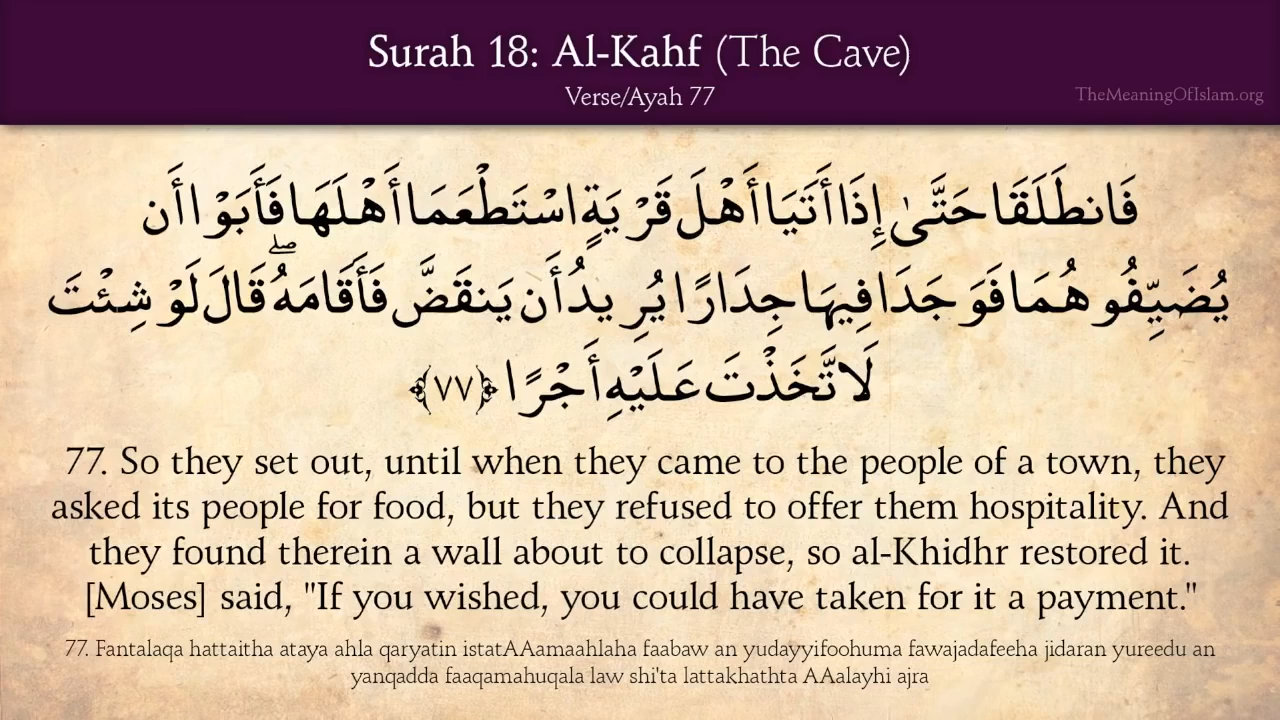 Surah 18: Al-Kahf (The Cave)
Verse/Ayah 77
TheMeaningOfIslam.org
فَانطَلَقَا حَتَّىٰ إِذَا أَتَيَا أَهْلَ قَرْيَةٍ اسْتَطْعَمَا أَهْلَهَا فَأَبَوْا أَن
يُضَيِّفُوهُمَا فَوَجَدَا فِيهَا جِدَارًا يُرِيدُ أَن يَنقَضَّ فَأَقَامَهُ ۖ قَالَ لَوْ شِئْتَ
لَاتَّخَذْتَ عَلَيْهِ أَجْرًا ﴿٧٧﴾
77. So they set out, until when they came to the people of a town, they
asked its people for food, but they refused to offer them hospitality. And
they found therein a wall about to collapse, so al-Khidhr restored it.
[Moses] said, "If you wished, you could have taken for it a payment."
77. Fantalaqa hattaitha ataya ahla qaryatin istatAAamaahlaha faabaw an yudayyifoohuma fawajadafeeha jidaran yureedu an
yanqadda faaqamahuqala law shi'ta lattakhathta AAalayhi ajra